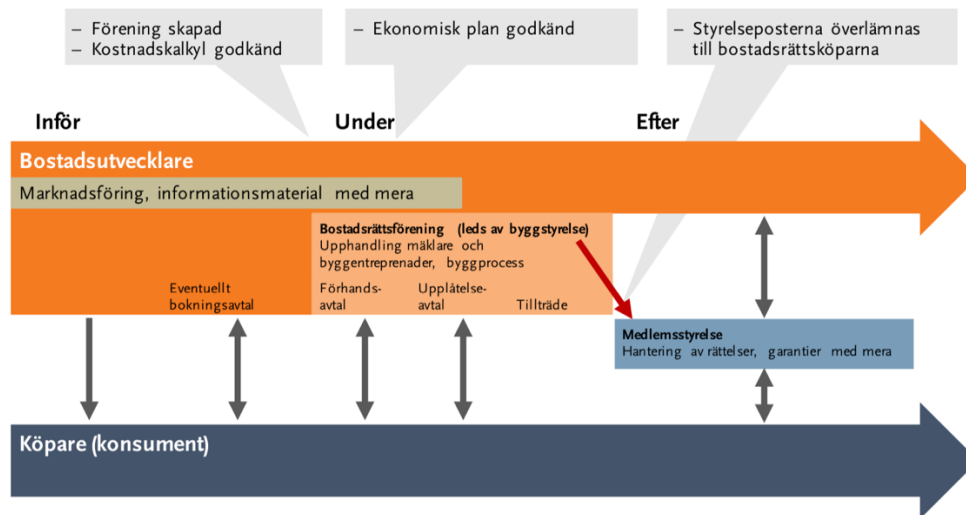 – Förening skapad
– Kostnadskalkyl godkänd
– Ekonomisk plan godkänd
– Styrelseposterna överlämnas
till bostadsrättsköparna
Inför
Under
Efter
Bostadsutvecklare
Marknadsföring, informationsmaterial med mera
Bostadsrättsförening (leds av byggstyrelse)
Upphandling mäklare och
byggentreprenader, byggprocess
Eventuellt
bokningsavtal
Förhands-
avtal
Upplåtelse-
avtal
Tillträde
Medlemsstyrelse
Hantering av rättelser, garantier med mera
Köpare (konsument)